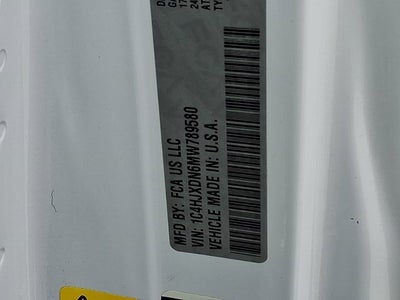 MFD BY: FCA US LLC
VIN: 1C4HJXDN6MW789580
VEHICLE MADE IN: U.S.A.